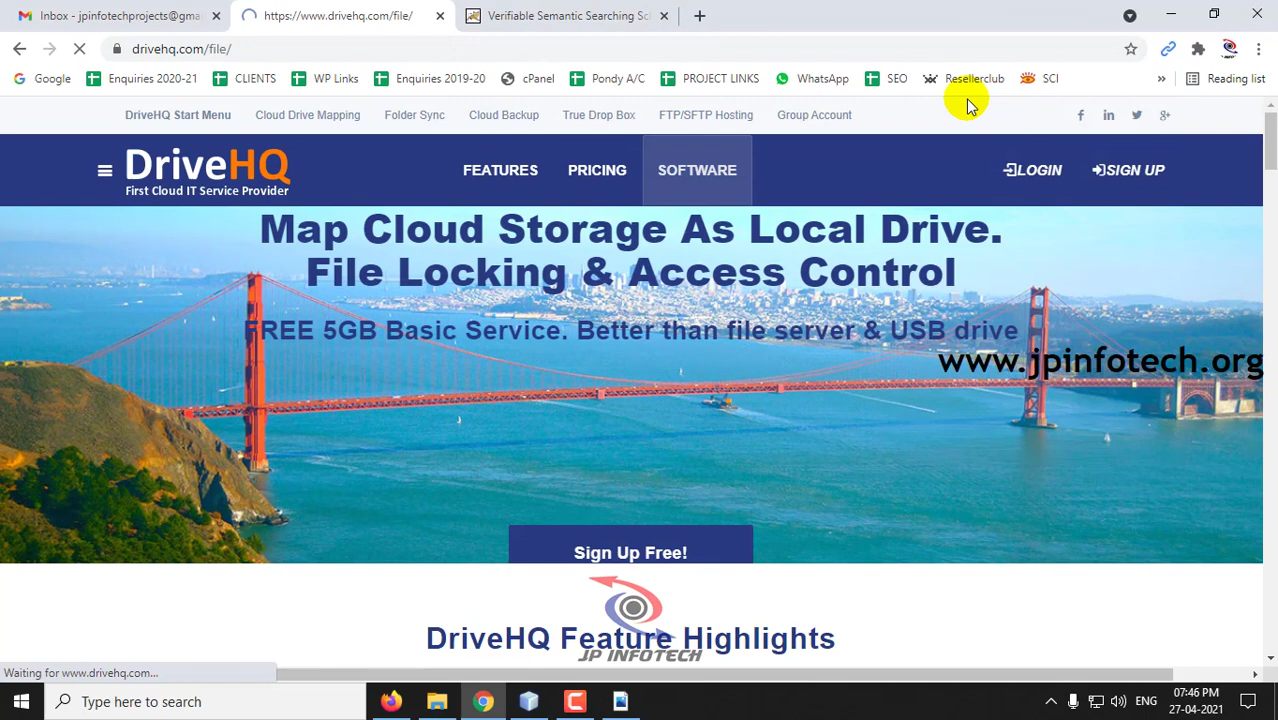 Inbox - jpinfotechprojects@gma
https://www.drivehq.com/file/
Verifiable Semantic Searching Sch
drivehq.com/file/
Google
Enquiries 2020-21
CLIENTS
WP Links
Enquiries 2019-20
cPanel
Pondy A/C
PROJECT LINKS
WhatsApp
SEO
Resellerclub
SCI
»
Reading list
DriveHQ Start Menu
Cloud Drive Mapping
Folder Sync
Cloud Backup
True Drop Box
FTP/SFTP Hosting
Group Account
DriveHQ
First Cloud IT Service Provider
FEATURES
PRICING
SOFTWARE
LOGIN
SIGN UP
Map Cloud Storage As Local Drive.
File Locking & Access Control
FREE 5GB Basic Service. Better than file server & USB drive
www.jpinfotech.org
Sign Up Free!
DriveHQ Feature Highlights
JP INFOTECH
Waiting for www.drivehq.com...
Type here to search
ENG
07:46 PM
27-04-2021